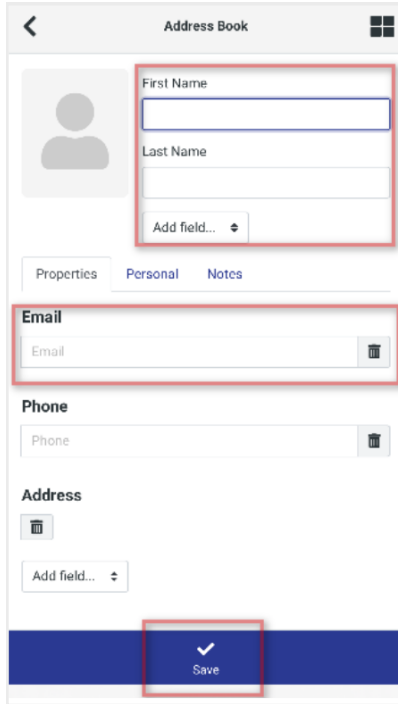 Address Book
First Name
Last Name
Add field...
Properties Personal Notes
Email
Email
Phone
Phone
Address
Add field...
Save